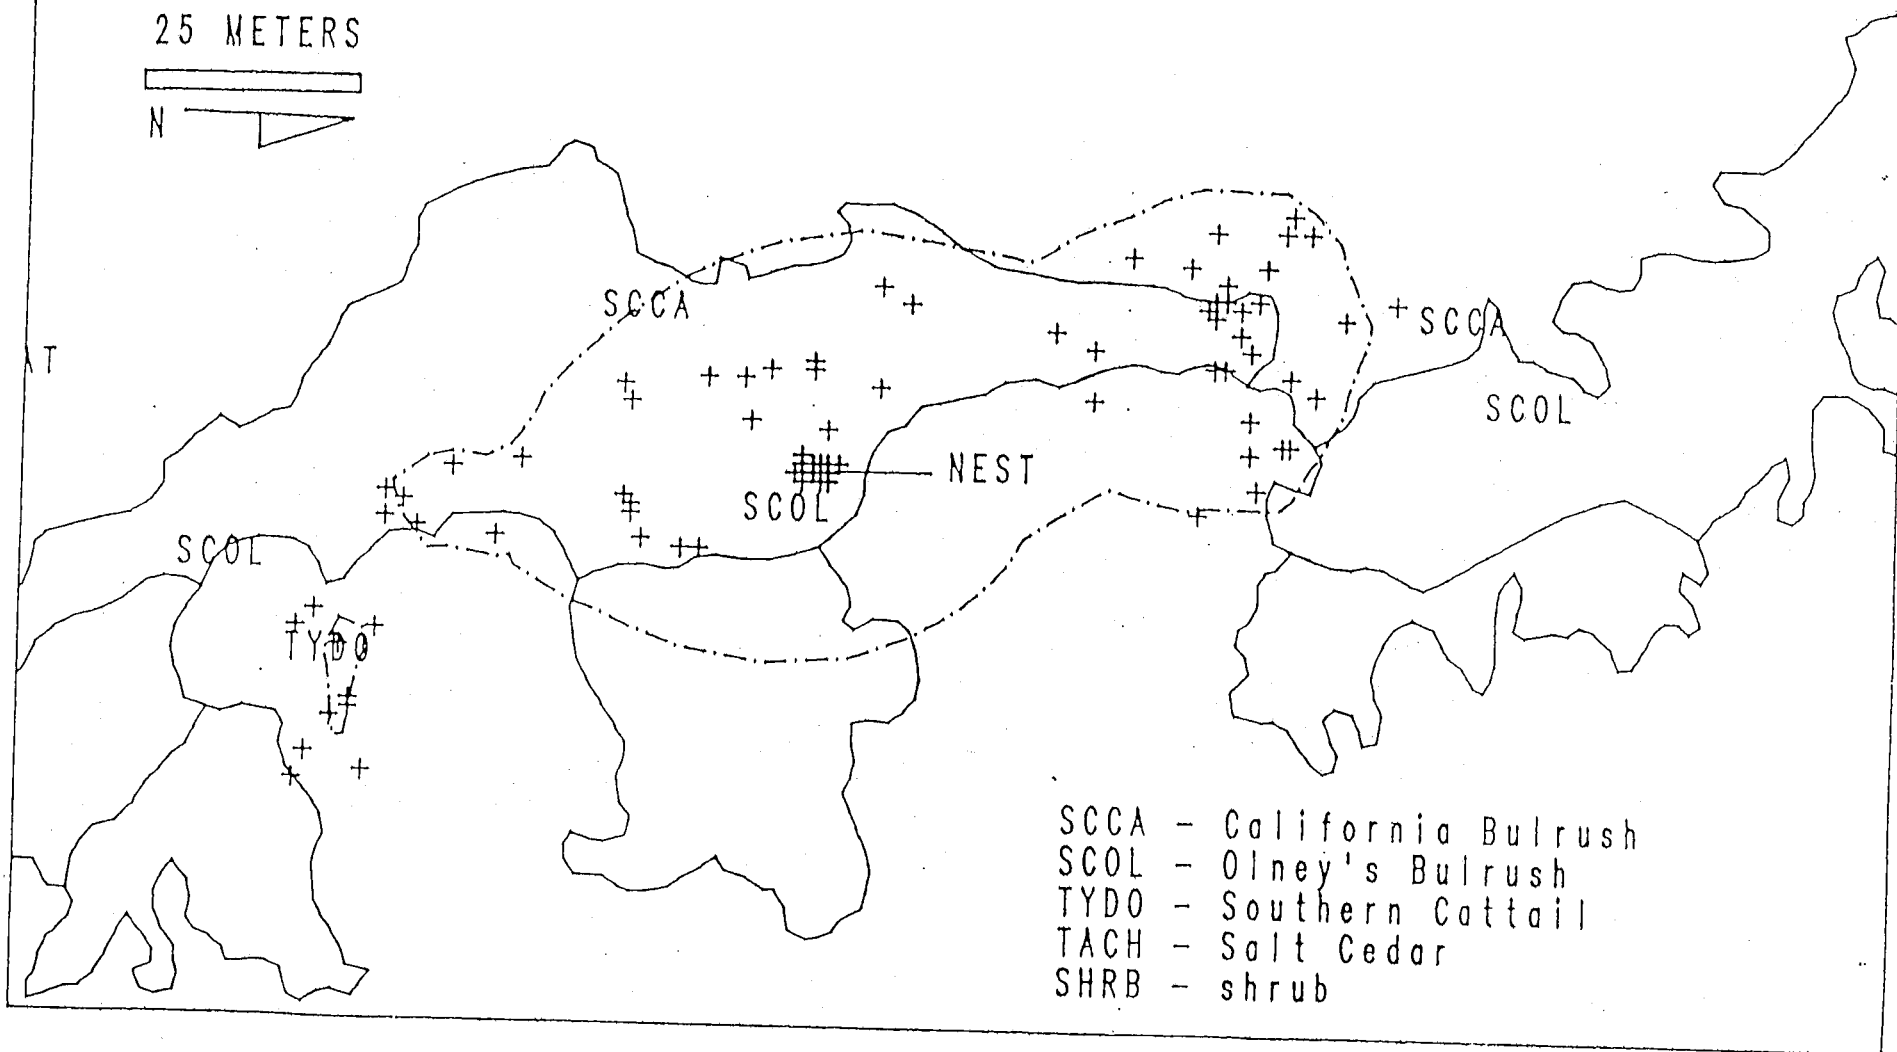 25 METERS
N
SCCA
SCCA
AT
SCOL
NEST
SCOL
SCOL
TYDO
SCCA - California Bulrush
SCOL - Olney's Bulrush
TYDO - Southern Cattail
TACH - Salt Cedar
SHRB - shrub